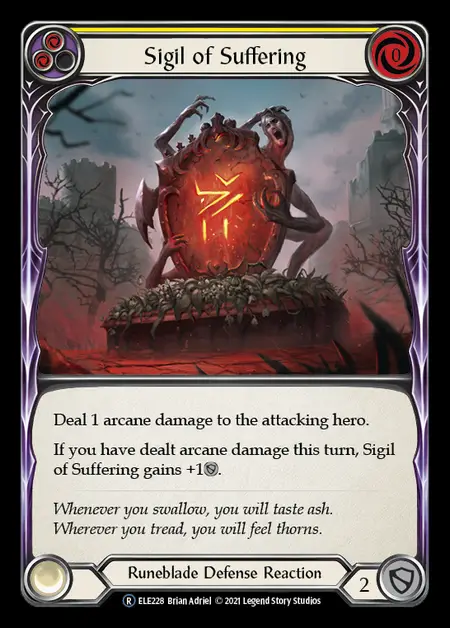 Sigil of Suffering
0
Deal 1 arcane damage to the attacking hero.
If you have dealt arcane damage this turn, Sigil
of Suffering gains +1.
Whenever you swallow, you will taste ash.
Wherever you tread, you will feel thorns.
Runeblade Defense Reaction
2
R ELE228 Brian Adriel © 2021 Legend Story Studios